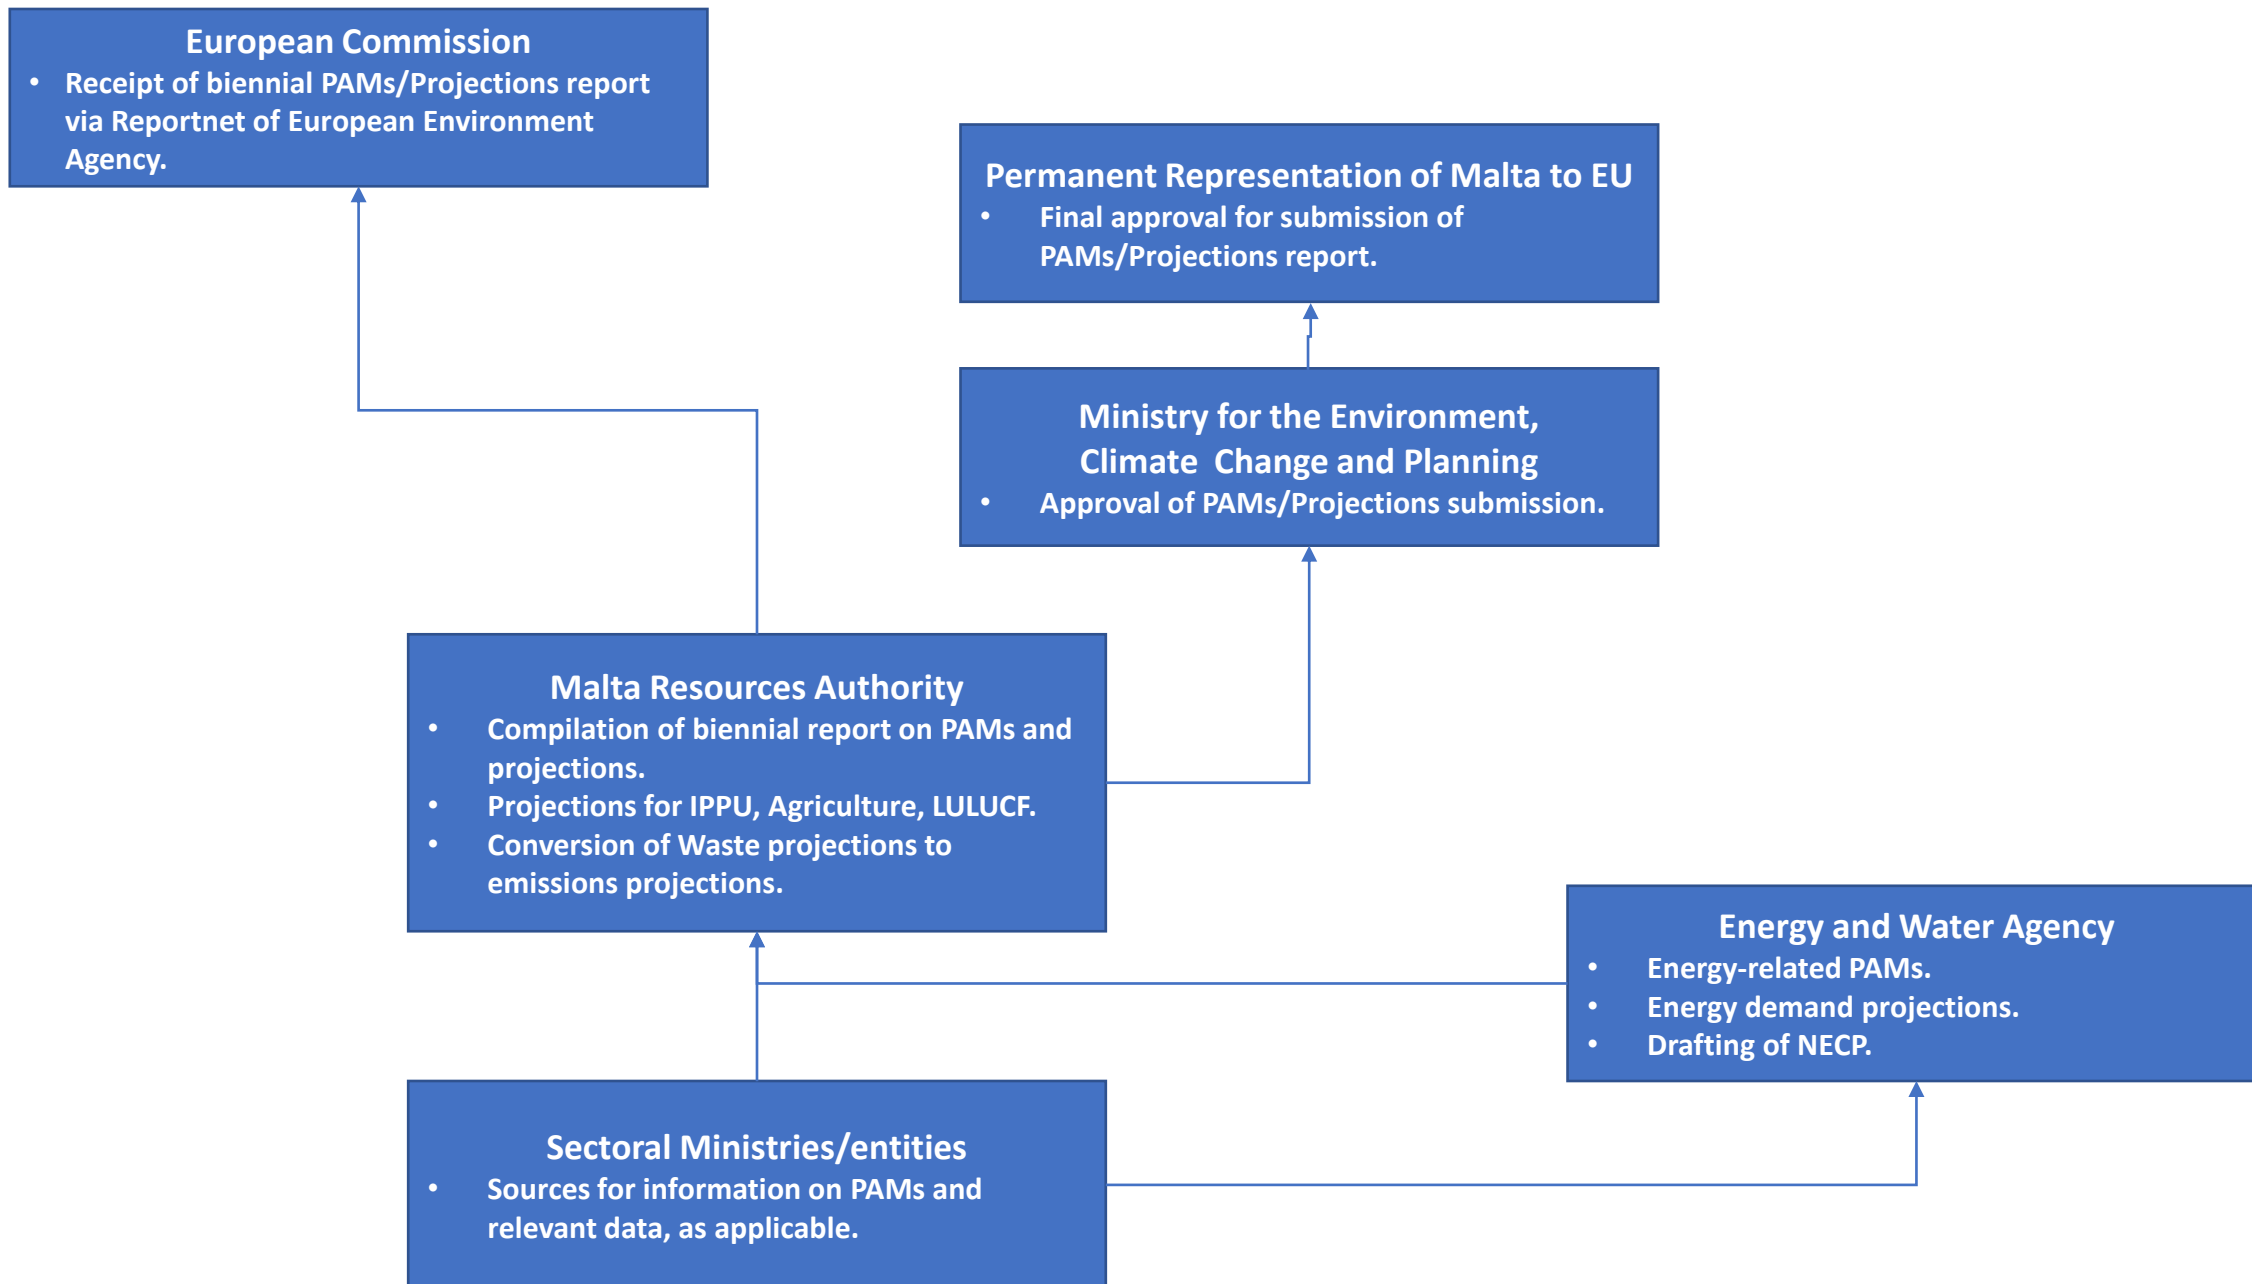 European Commission
• Receipt of biennial PAMs/Projections report
via Reportnet of European Environment
Agency.
Permanent Representation of Malta to EU
• Final approval for submission of
PAMs/Projections report.
Ministry for the Environment,
Climate Change and Planning
• Approval of PAMs/Projections submission.
Malta Resources Authority
• Compilation of biennial report on PAMs and
projections.
• Projections for IPPU, Agriculture, LULUCF.
• Conversion of Waste projections to
emissions projections.
Energy and Water Agency
• Energy-related PAMs.
• Energy demand projections.
• Drafting of NECP.
Sectoral Ministries/entities
• Sources for information on PAMs and
relevant data, as applicable.